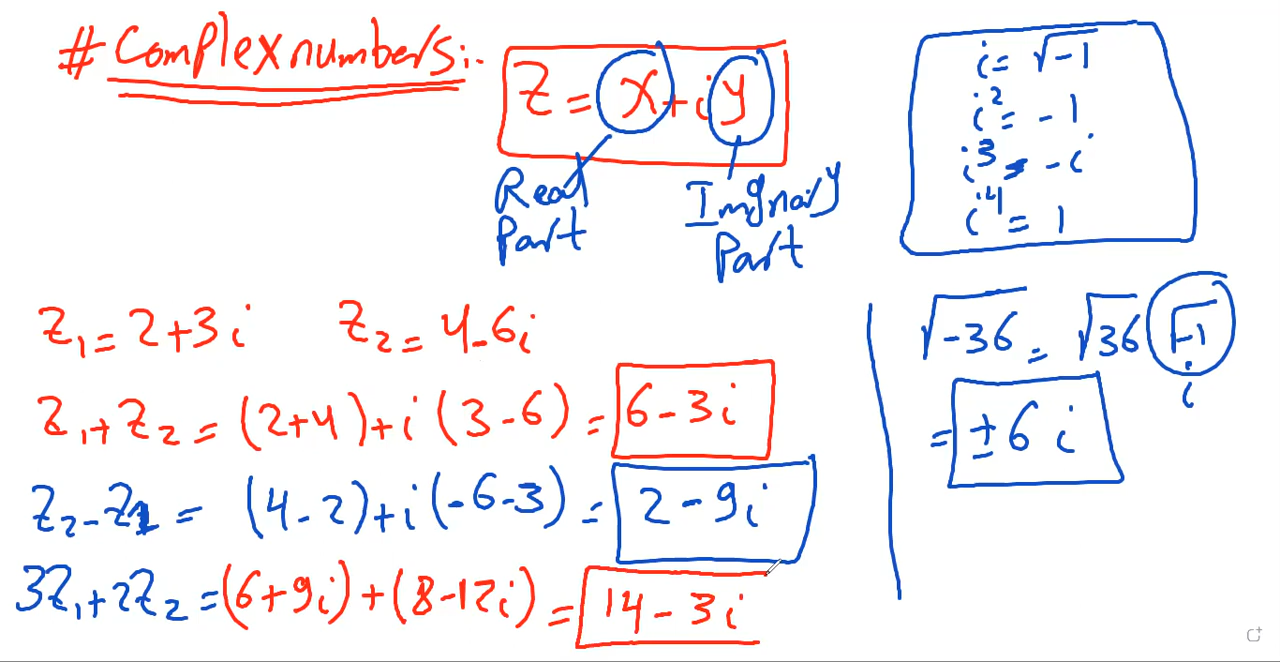 # Complex numbers:-
Z = x + iy
Real Part
Imgnary Part
i = √-1
i² = -1
i³ = -i
i⁴ = 1
Z₁ = 2+3i Z₂ = 4-6i
Z₁+Z₂ = (2+4)+i(3-6) = 6-3i
Z₂-Z1 = (4-2)+i(-6-3) = 2-9i
3Z₁+2Z₂ = (6+9i)+(8-12i) = 14-3i
√-36 = √36 √-1
i
= ±6i